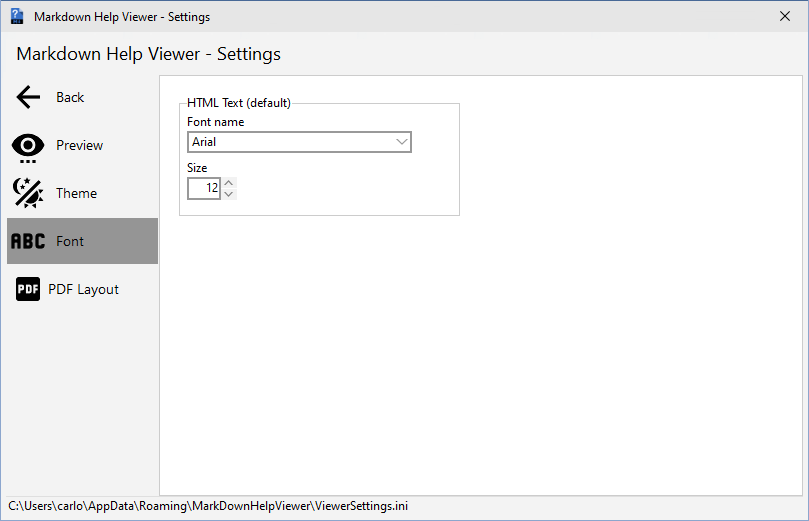 Markdown Help Viewer - Settings
Markdown Help Viewer - Settings
Back
Preview
Theme
ABC Font
PDF PDF Layout
HTML Text (default)
Font name
Arial
Size
12
C:\Users\carlo\AppData\Roaming\MarkDownHelpViewer\ViewerSettings.ini